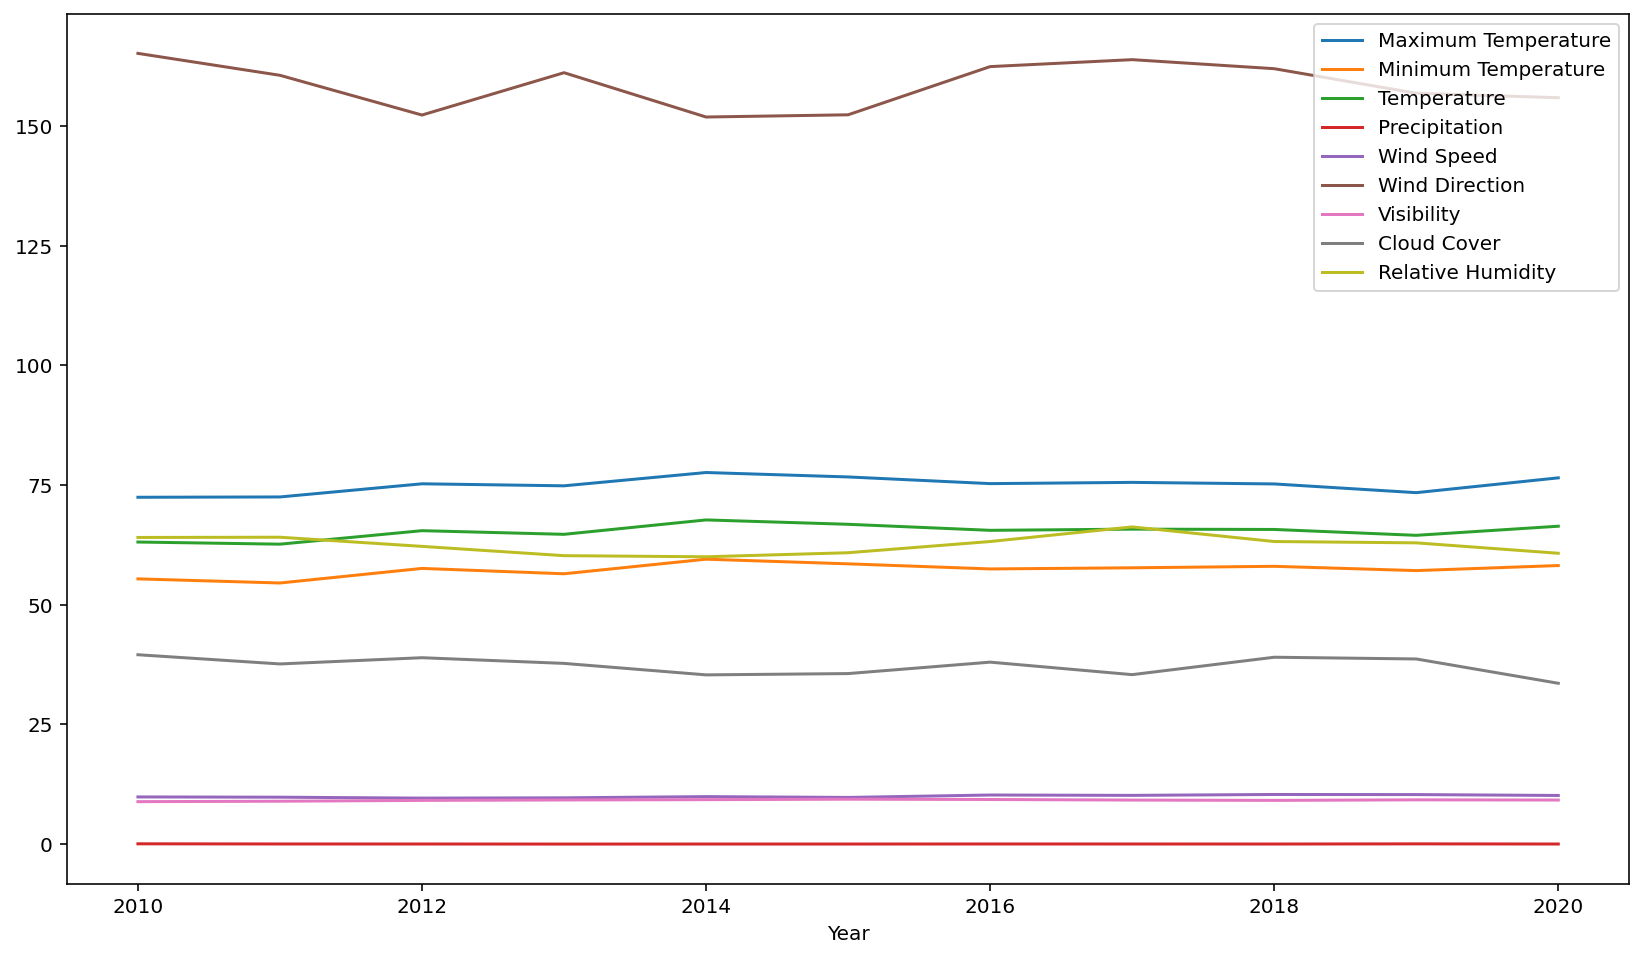 Maximum Temperature
Minimum Temperature
Temperature
Precipitation
Wind Speed
Wind Direction
Visibility
Cloud Cover
Relative Humidity
150
125
100
75
50
25
0
2010 2012 2014 2016 2018 2020
Year